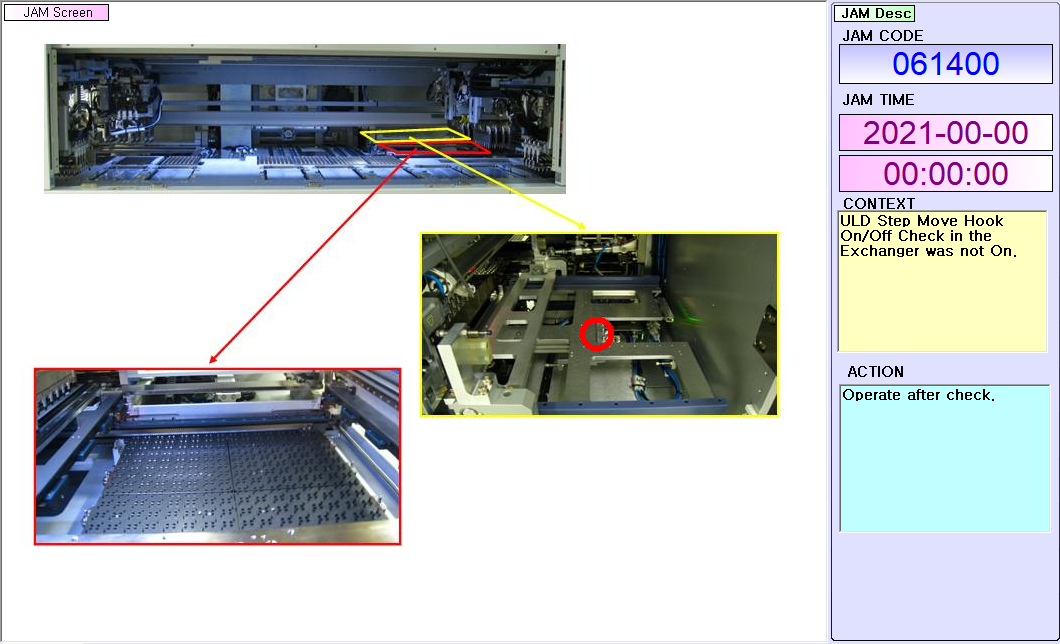 JAM Screen
JAM Desc
JAM CODE
061400
JAM TIME
2021-00-00
00:00:00
CONTEXT
ULD Step Move Hook
On/Off Check in the
Exchanger was not On.
ACTION
Operate after check.